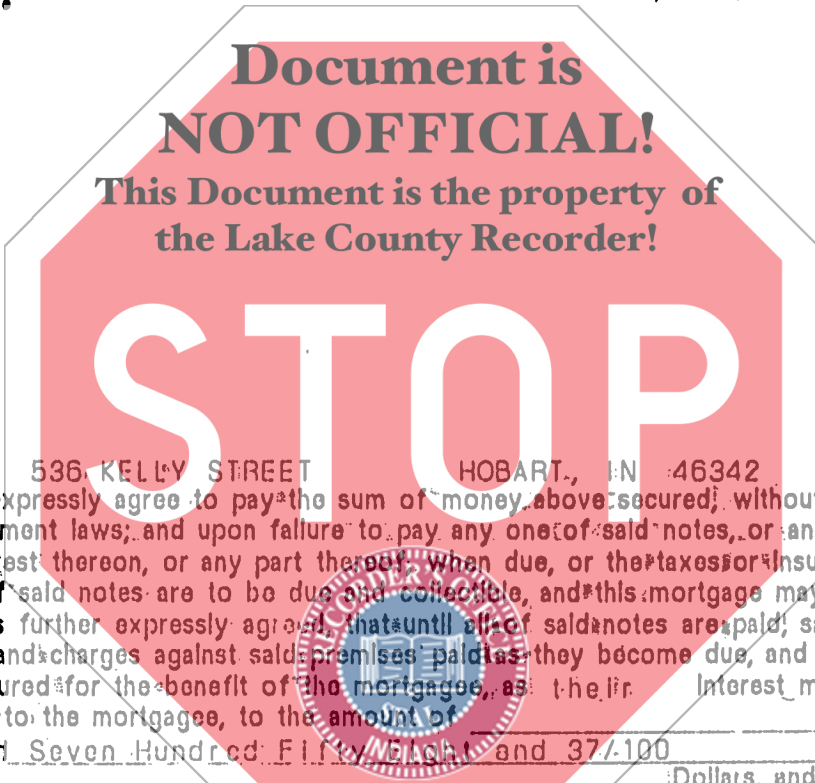 Document is
NOT OFFICIAL!
This Document is the property of
the Lake County Recorder!
STOP
536 KELLY STREET HOBART, IN 46342
xpressly agree to pay the sum of money above secured, withou
ment laws; and upon failure to pay any one of said notes, or an
est thereon, or any part thereof, when due, or the taxes or insu
f said notes are to be due and collectible, and this mortgage may
s further expressly agreed, that until all of said notes are paid, sa
and charges against said premises paid as they become due, and
ured for the benefit of the mortgagee, as their Interest m
to the mortgagee, to the amount of
Seven Hundred Fifty Eight and 37/100
Dollars, and
RECORDER
SEAL
INDIANA